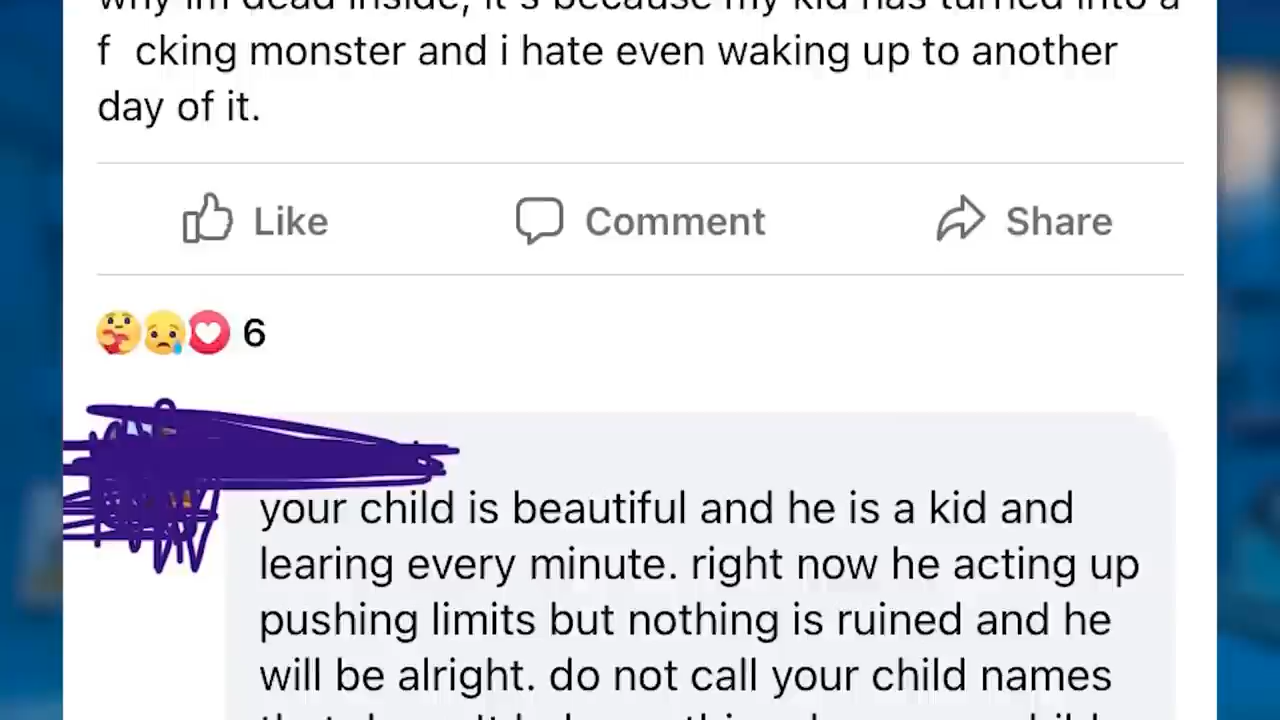 why im dead inside, it's because my kid has turned into a
f cking monster and i hate even waking up to another
day of it.
Like Comment Share
6
your child is beautiful and he is a kid and
learing every minute. right now he acting up
pushing limits but nothing is ruined and he
will be alright. do not call your child names